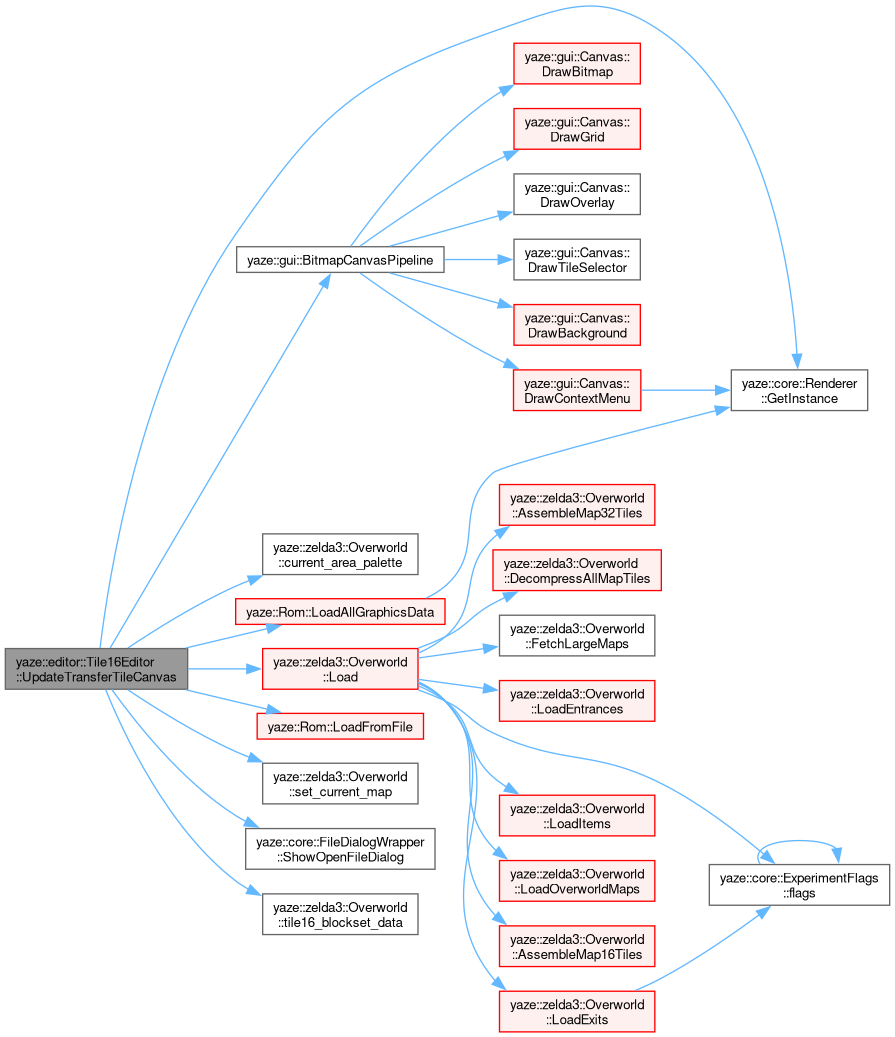 yaze::gui::Canvas::
DrawBitmap
yaze::gui::Canvas::
DrawGrid
yaze::gui::Canvas::
DrawOverlay
yaze::gui::BitmapCanvasPipeline
yaze::gui::Canvas::
DrawTileSelector
yaze::gui::Canvas::
DrawBackground
yaze::gui::Canvas::
DrawContextMenu
yaze::core::Renderer
::GetInstance
yaze::zelda3::Overworld
::AssembleMap32Tiles
yaze::zelda3::Overworld
::current_area_palette
yaze::zelda3::Overworld
::DecompressAllMapTiles
yaze::Rom::LoadAllGraphicsData
yaze::zelda3::Overworld
::FetchLargeMaps
yaze::editor::Tile16Editor
::UpdateTransferTileCanvas
yaze::zelda3::Overworld
::Load
yaze::zelda3::Overworld
::LoadEntrances
yaze::Rom::LoadFromFile
yaze::zelda3::Overworld
::set_current_map
yaze::zelda3::Overworld
::LoadItems
yaze::core::FileDialogWrapper
::ShowOpenFileDialog
yaze::zelda3::Overworld
::LoadOverworldMaps
yaze::core::ExperimentFlags
::flags
yaze::zelda3::Overworld
::tile16_blockset_data
yaze::zelda3::Overworld
::AssembleMap16Tiles
yaze::zelda3::Overworld
::LoadExits